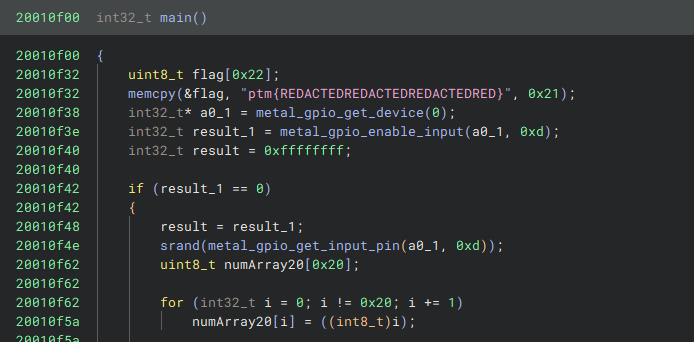 20010f00 int32_t main()
20010f00 {
20010f32 uint8_t flag[0x22];
20010f32 memcpy(&flag, "ptm{REDACTEDREDACTEDREDACTEDRED}", 0x21);
20010f38 int32_t* a0_1 = metal_gpio_get_device(0);
20010f3e int32_t result_1 = metal_gpio_enable_input(a0_1, 0xd);
20010f40 int32_t result = 0xffffffff;
20010f40
20010f42 if (result_1 == 0)
20010f42 {
20010f48 result = result_1;
20010f4e srand(metal_gpio_get_input_pin(a0_1, 0xd));
20010f62 uint8_t numArray20[0x20];
20010f62
20010f62 for (int32_t i = 0; i != 0x20; i += 1)
20010f5a numArray20[i] = ((int8_t)i);
20010f5a